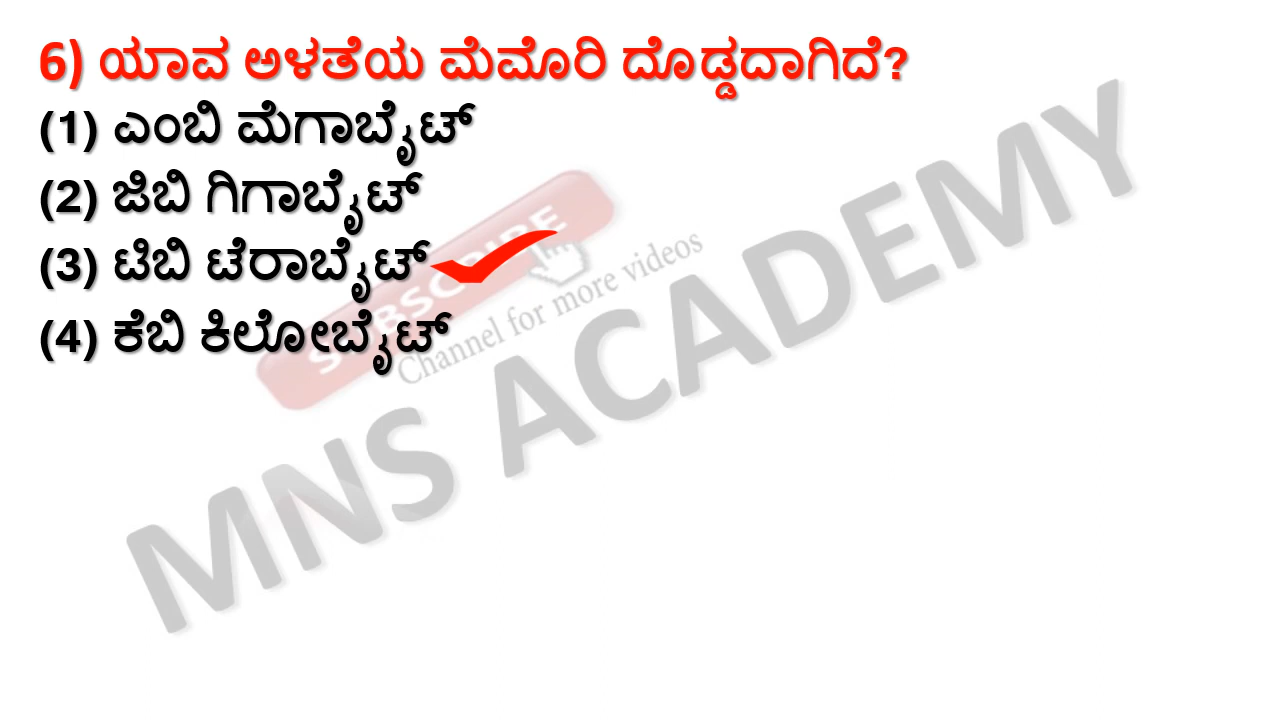 6) ಯಾವ ಅಳತೆಯ ಮೆಮೊರಿ ದೊಡ್ಡದಾಗಿದೆ?
(1) ಎಂಬಿ ಮೆಗಾಬೈಟ್
(2) ಜಿಬಿ ಗಿಗಾಬೈಟ್
(3) ಟಿಬಿ ಟೆರಾಬೈಟ್
(4) ಕೆಬಿ ಕಿಲೋಬೈಟ್
SUBSCRIBE
Channel for more videos
MNS ACADEMY